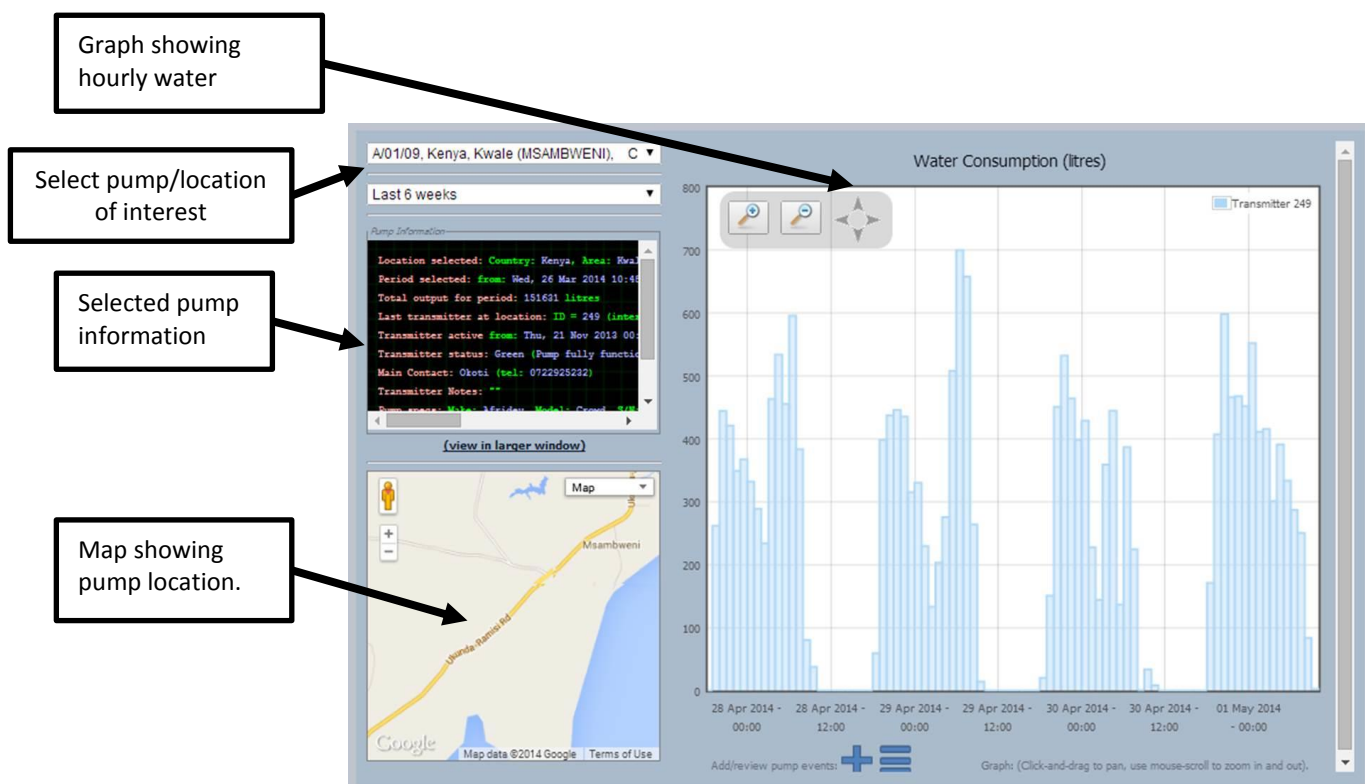 Graph showing
hourly water
Select pump/location
of interest
Selected pump
information
Map showing
pump location.
A/01/09, Kenya, Kwale (MSAMBWENI), C
Last 6 weeks
Pump Information
Location selected: Country: Kenya, Area: Kwal
Period selected: from: Wed, 26 Mar 2014 10:45
Total output for period: 151631 litres
Last transmitter at location: ID = 249 (inter
Transmitter active from: Thu, 21 Nov 2013 00:
Transmitter status: Green (Pump fully functio
Main Contact: Okoti (tel: 0722925232)
Transmitter Notes: ""
Pump specs: Make: Afridev, Model: Crowd, S/N:
(view in larger window)
Map
Msambweni
Ukunda-Ramisi Rd
Google
Map data ©2014 Google
Terms of Use
Water Consumption (litres)
Transmitter 249
800
700
600
500
400
300
200
100
0
28 Apr 2014 -
00:00
28 Apr 2014 -
12:00
29 Apr 2014 -
00:00
29 Apr 2014 -
12:00
30 Apr 2014 -
00:00
30 Apr 2014 -
12:00
01 May 2014
- 00:00
Add/review pump events:
Graph: (Click-and-drag to pan, use mouse-scroll to zoom in and out).